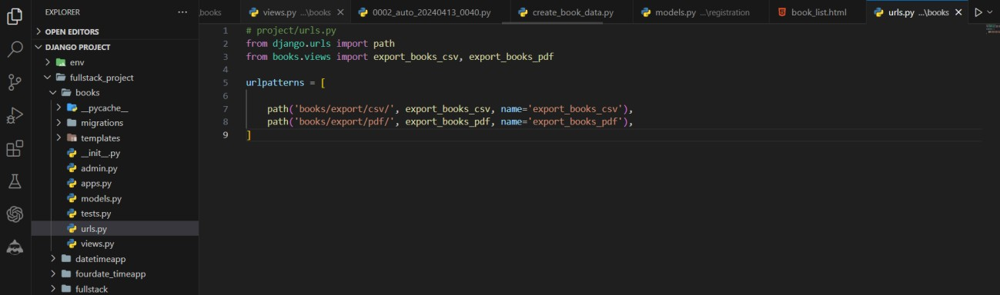 EXPLORER
OPEN EDITORS
DJANGO PROJECT
env
fullstack_project
books
__pycache__
migrations
templates
__init__.py
admin.py
apps.py
models.py
tests.py
urls.py
views.py
datetimeapp
fourdate_timeapp
fullstack
\books views.py ...\books 0002_auto_20240413_0040.py create_book_data.py models.py ...\registration book_list.html urls.py ...\books
1 # project/urls.py
2 from django.urls import path
3 from books.views import export_books_csv, export_books_pdf
4
5 urlpatterns = [
6
7     path('books/export/csv/', export_books_csv, name='export_books_csv'),
8     path('books/export/pdf/', export_books_pdf, name='export_books_pdf'),
9 ]